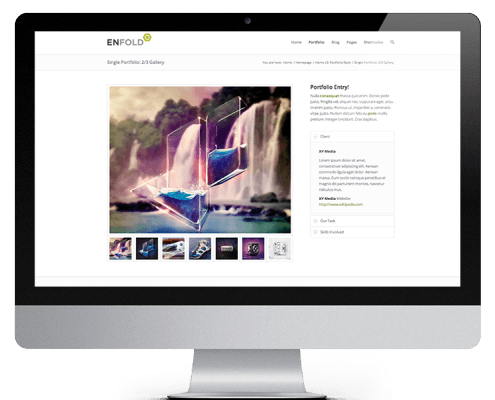 ENFOLD
Home Portfolio Blog Pages Shortcodes
Single Portfolio: 2/3 Gallery
You are here: Home / Homepage / Home v3: Portfolio Basic / Single Portfolio: 2/3 Gallery
Portfolio Entry!
Nulla consequat massa quis enim. Donec pede
justo, fringilla vel, aliquet nec, vulputate eget, arcu.
In enim justo, rhoncus ut, imperdiet a, venenatis
vitae, justo. Nullam dictum felis eu pede mollis
pretium. Integer tincidunt. Cras dapibus.
Client
XY-Media
Lorem ipsum dolor sit amet,
consectetuer adipiscing elit. Aenean
commodo ligula eget dolor. Aenean
massa. Cum sociis natoque penatibus et
magnis dis parturient montes, nascetur
ridiculus mus.
XY-Media Website:
http://www.wikipedia.com
Our Task
Skills Involved